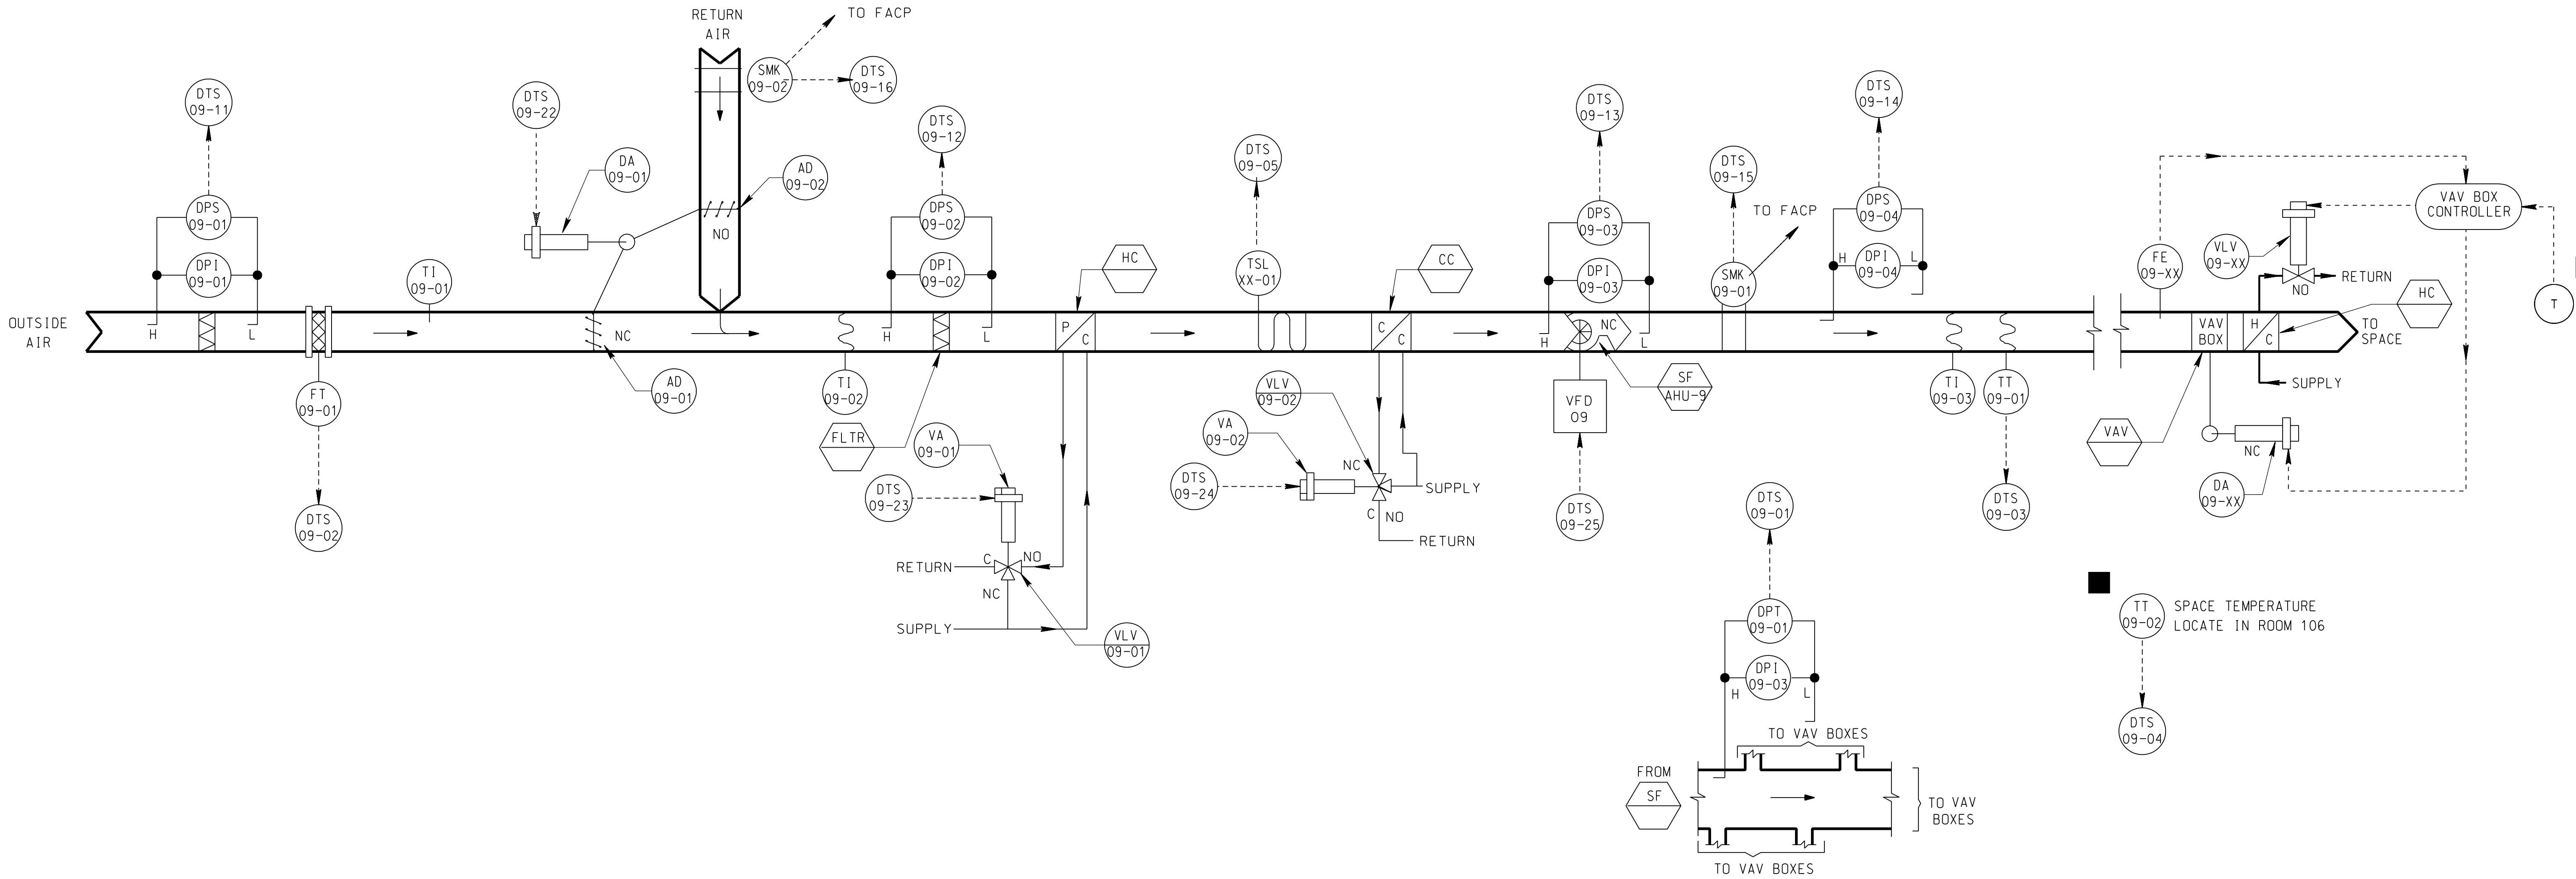 RETURN
AIR
TO FACP
SMK
09-02
DTS
09-16
DTS
09-11
DTS
09-22
DA
09-01
AD
09-02
NO
DPS
09-01
DPI
09-01
TI
09-01
H
L
OUTSIDE
AIR
NC
AD
09-01
FT
09-01
DTS
09-02
DTS
09-12
DPS
09-02
DPI
09-02
H
L
TI
09-02
FLTR
HC
P
C
VA
09-01
DTS
09-23
C
NO
RETURN
NC
SUPPLY
VLV
09-01
DTS
09-05
TSL
XX-01
CC
C
C
VLV
09-02
VA
09-02
DTS
09-24
NC
SUPPLY
C
NO
RETURN
DTS
09-13
DPS
09-03
DPI
09-03
H
NC
L
SF
AHU-9
VFD
09
DTS
09-25
DTS
09-15
TO FACP
SMK
09-01
DTS
09-14
DPS
09-04
H
DPI
09-04
L
TI
09-03
TT
09-01
DTS
09-03
FE
09-XX
VLV
09-XX
RETURN
NO
VAV BOX
CONTROLLER
T
HC
VAV
BOX
H
C
TO
SPACE
SUPPLY
VAV
NC
DA
09-XX
DTS
09-01
DPT
09-01
DPI
09-03
H
L
TO VAV BOXES
FROM
SF
TO VAV
BOXES
TO VAV BOXES
TT
09-02
SPACE TEMPERATURE
LOCATE IN ROOM 106
DTS
09-04